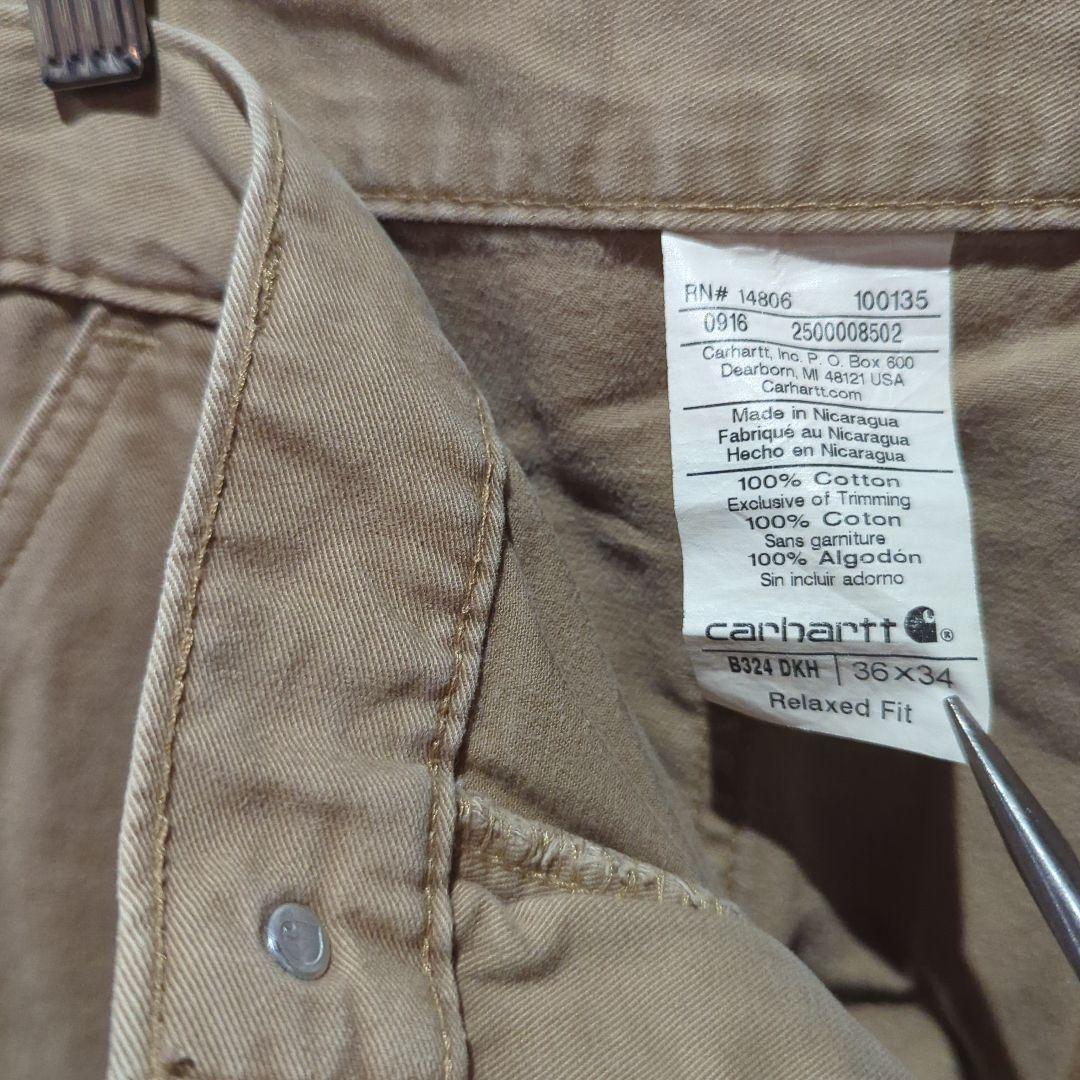 RN# 14806 100135
0916 2500008502
Carhartt, Inc. P. O. Box 600
Dearborn, MI 48121 USA
Carhartt.com
Made in Nicaragua
Fabriqué au Nicaragua
Hecho en Nicaragua
100% Cotton
Exclusive of Trimming
100% Coton
Sans garniture
100% Algodón
Sin incluir adorno
carhartt ®
B324 DKH | 36×34
Relaxed Fit